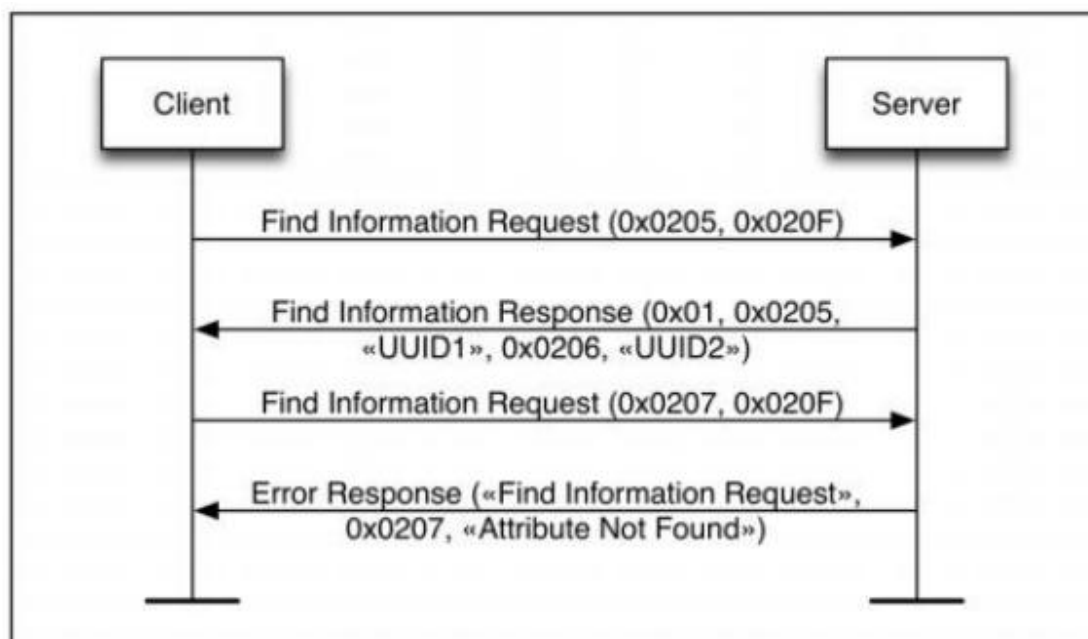 Client
Server
Find Information Request (0x0205, 0x020F)
Find Information Response (0x01, 0x0205,
«UUID1», 0x0206, «UUID2»)
Find Information Request (0x0207, 0x020F)
Error Response («Find Information Request»,
0x0207, «Attribute Not Found»)